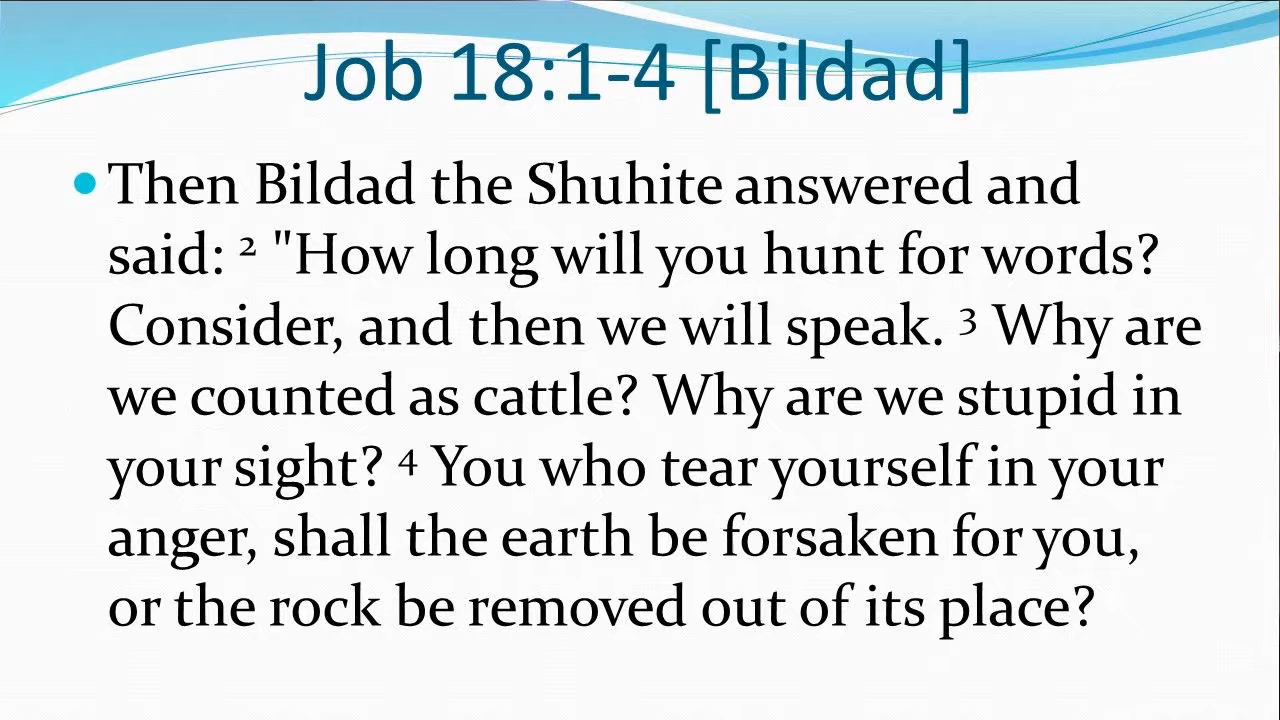 Job 18:1-4 [Bildad]
• Then Bildad the Shuhite answered and
said: ² "How long will you hunt for words?
Consider, and then we will speak. ³ Why are
we counted as cattle? Why are we stupid in
your sight? ⁴ You who tear yourself in your
anger, shall the earth be forsaken for you,
or the rock be removed out of its place?